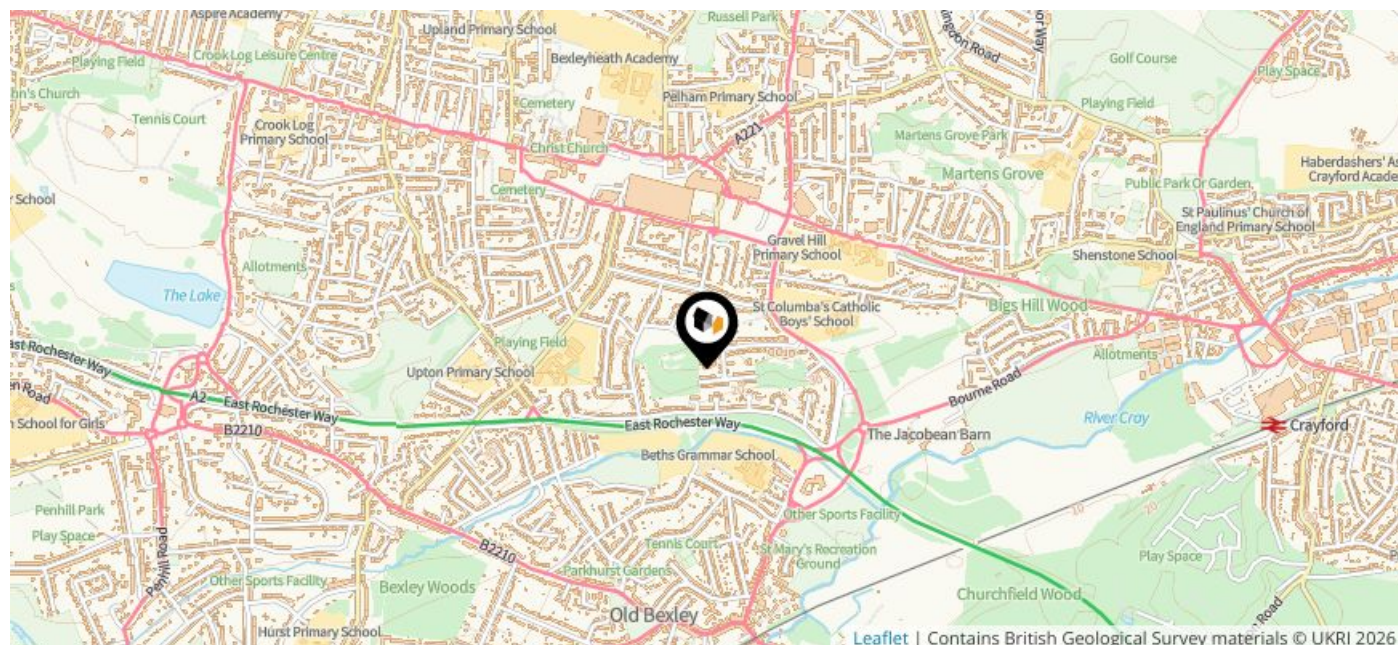 Aspire Academy
Upland Primary School
Russell Park
Crook Log Leisure Centre
Playing Field
Bexleyheath Academy
Golf Course
Play Space
Pelham Primary School
Cemetery
Playing Field
Tennis Court
Crook Log
Primary School
Christ Church
A221
Martens Grove Park
Martens Grove
Haberdashers' As
Crayford Acade
Cemetery
Public Park Or Garden
School
St Paulinus' Church of
England Primary School
Gravel Hill
Primary School
Shenstone School
Allotments
The Lake
St Columba's Catholic
Boys' School
Bigs Hill Wood
Playing Field
Allotments
East Rochester Way
Upton Primary School
Bourne Road
A2
East Rochester Way
East Rochester Way
River Cray
School for Girls
B2210
The Jacobean Barn
Crayford
Beths Grammar School
Penhill Park
Play Space
Other Sports Facility
10
20
Penhill Road
B2210
Tennis Court
St Mary's Recreation
Ground
Play Space
Other Sports Facility
Bexley Woods
Parkhurst Gardens
Churchfield Wood
Old Bexley
Hurst Primary School
Leaflet | Contains British Geological Survey materials © UKRI 2026